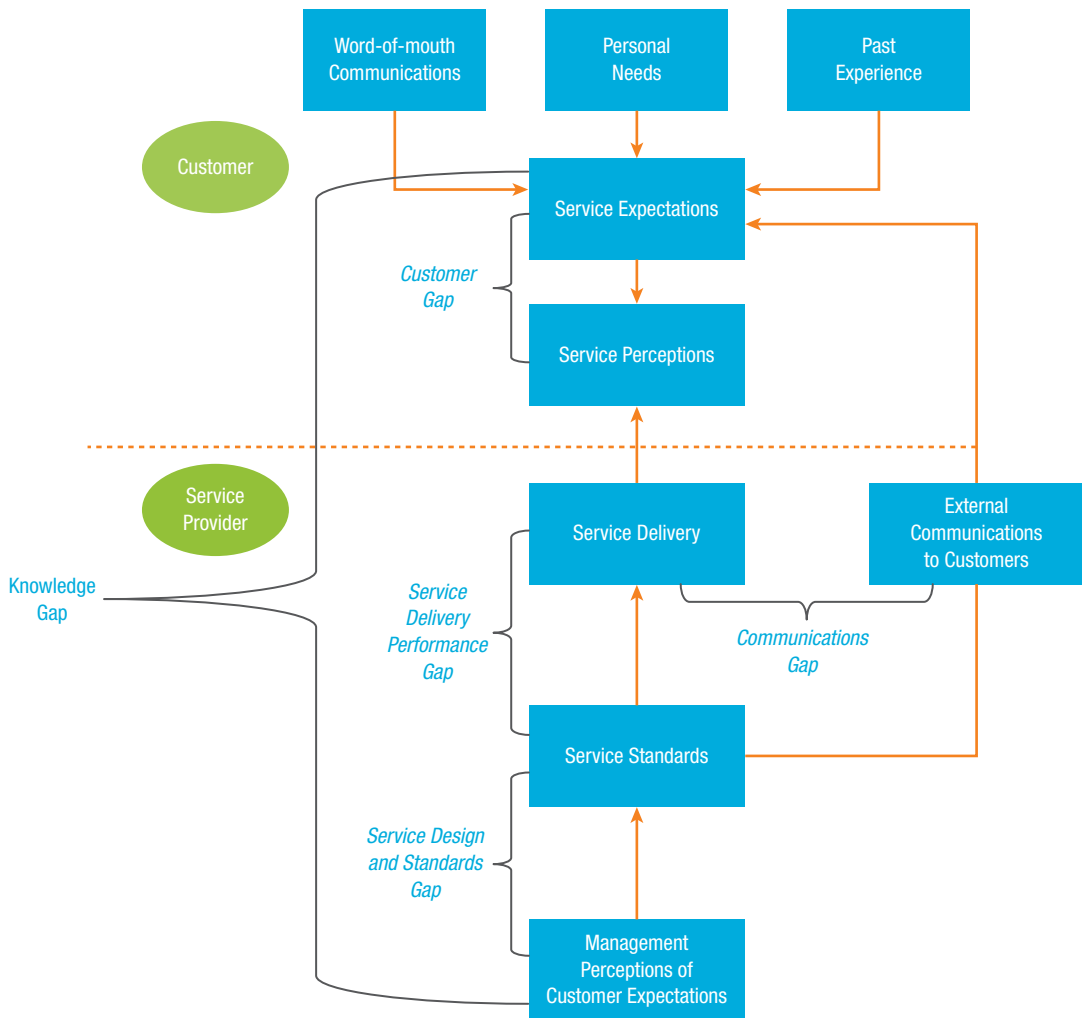 Word-of-mouth
Communications
Personal
Needs
Past
Experience
Customer
Service Expectations
Customer
Gap
Service Perceptions
Service
Provider
Service Delivery
External
Communications
to Customers
Knowledge
Gap
Service
Delivery
Performance
Gap
Communications
Gap
Service Standards
Service Design
and Standards
Gap
Management
Perceptions of
Customer Expectations